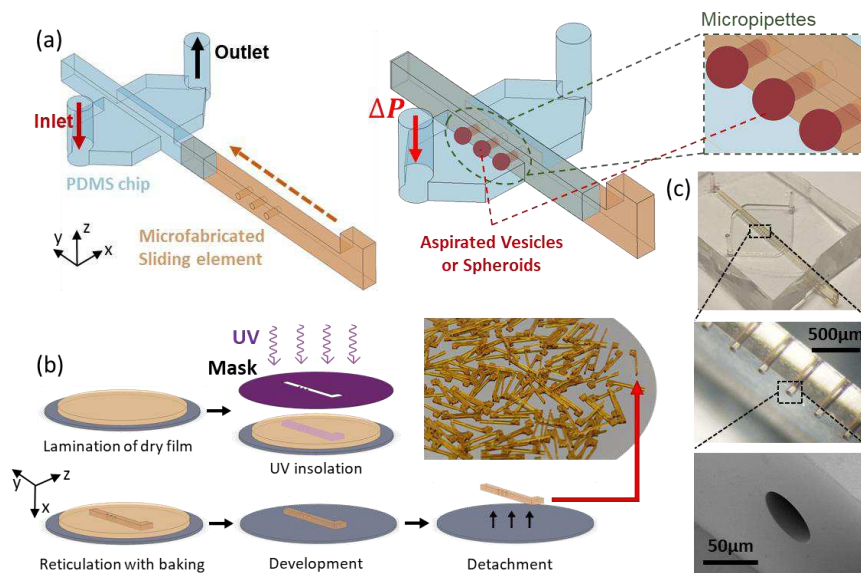 (a)
Outlet
Inlet
PDMS chip
z
y
x
Microfabricated
Sliding element
ΔP
Micropipettes
Aspirated Vesicles
or Spheroids
(c)
500µm
50µm
(b)
UV
Mask
Lamination of dry film
UV insolation
y
z
x
Reticulation with baking
Development
Detachment